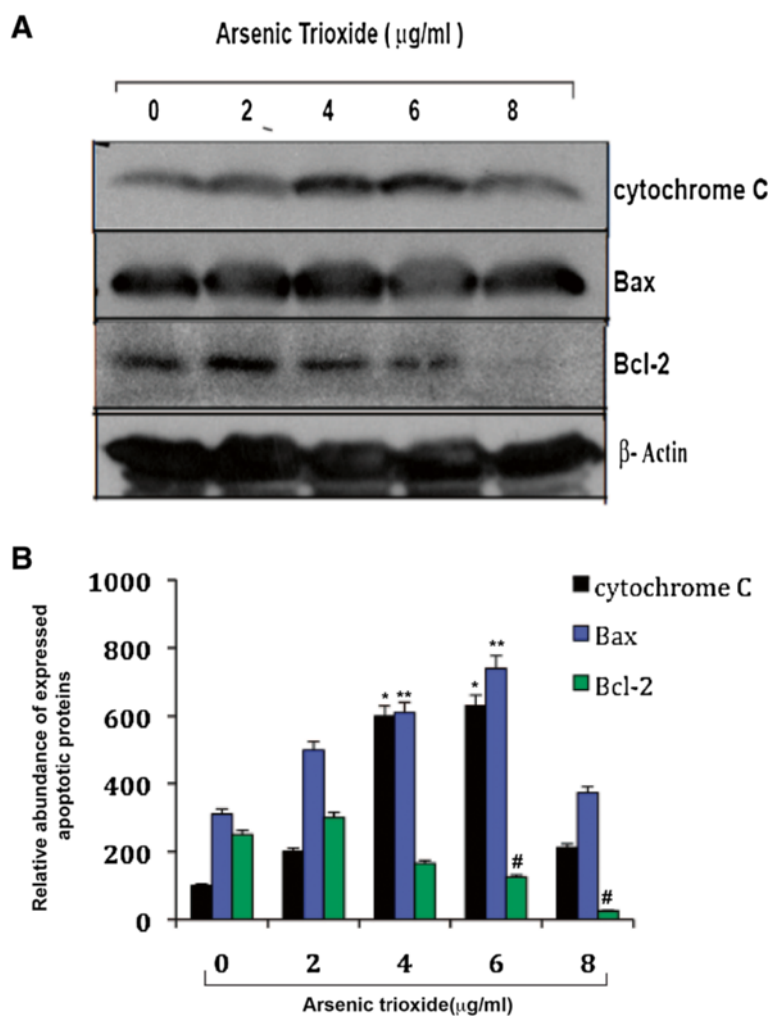 A
Arsenic Trioxide ( μg/ml )
0 2 4 6 8
cytochrome C
Bax
Bcl-2
β- Actin
B
Relative abundance of expressed
apoptotic proteins
1000
800
600
400
200
0
cytochrome C
Bax
Bcl-2
* **
* **
#
#
0 2 4 6 8
Arsenic trioxide(μg/ml)